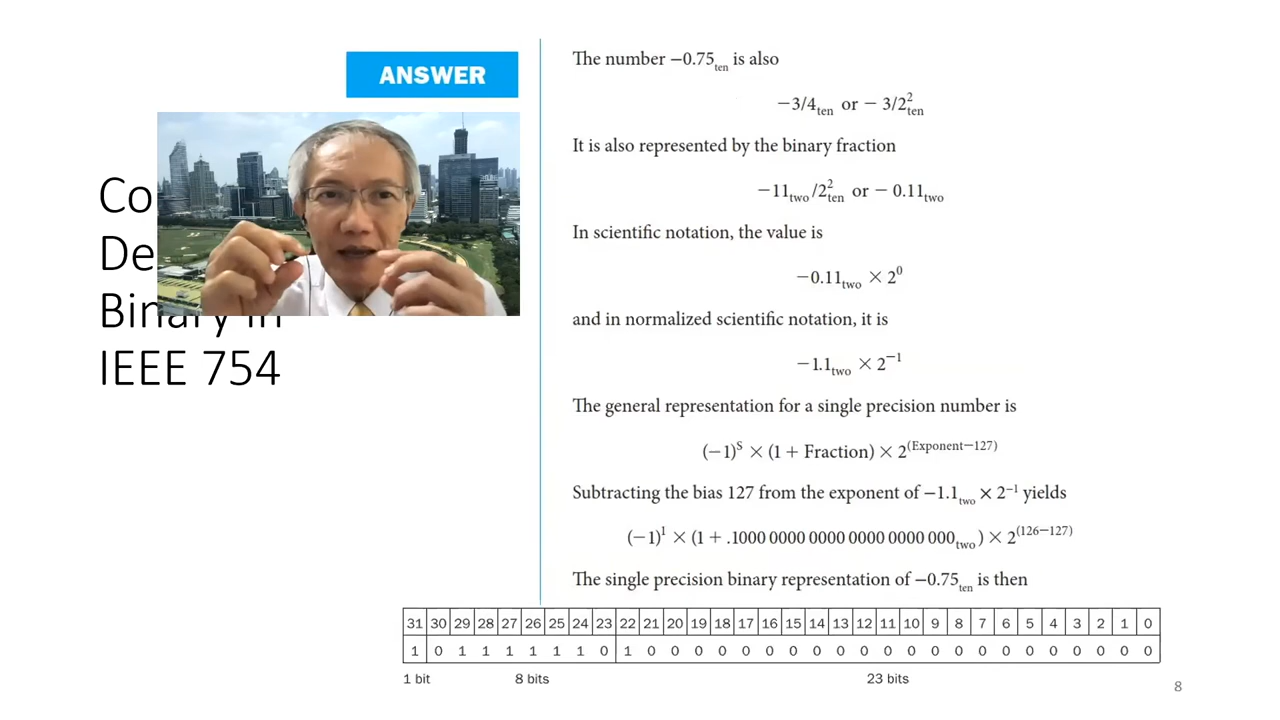 ANSWER
Co
De
Binary in
IEEE 754
The number −0.75ten is also
−3/4ten or − 3/2²ten
It is also represented by the binary fraction
−11two/2²ten or − 0.11two
In scientific notation, the value is
−0.11two × 2⁰
and in normalized scientific notation, it is
−1.1two × 2⁻¹
The general representation for a single precision number is
(−1)ˢ × (1 + Fraction) × 2^(Exponent−127)
Subtracting the bias 127 from the exponent of −1.1two × 2⁻¹ yields
(−1)¹ × (1 + .1000 0000 0000 0000 0000 000two) × 2^(126−127)
The single precision binary representation of −0.75ten is then
31 30 29 28 27 26 25 24 23 22 21 20 19 18 17 16 15 14 13 12 11 10 9 8 7 6 5 4 3 2 1 0
1 0 1 1 1 1 1 1 0 1 0 0 0 0 0 0 0 0 0 0 0 0 0 0 0 0 0 0 0 0 0 0
1 bit 8 bits 23 bits
8